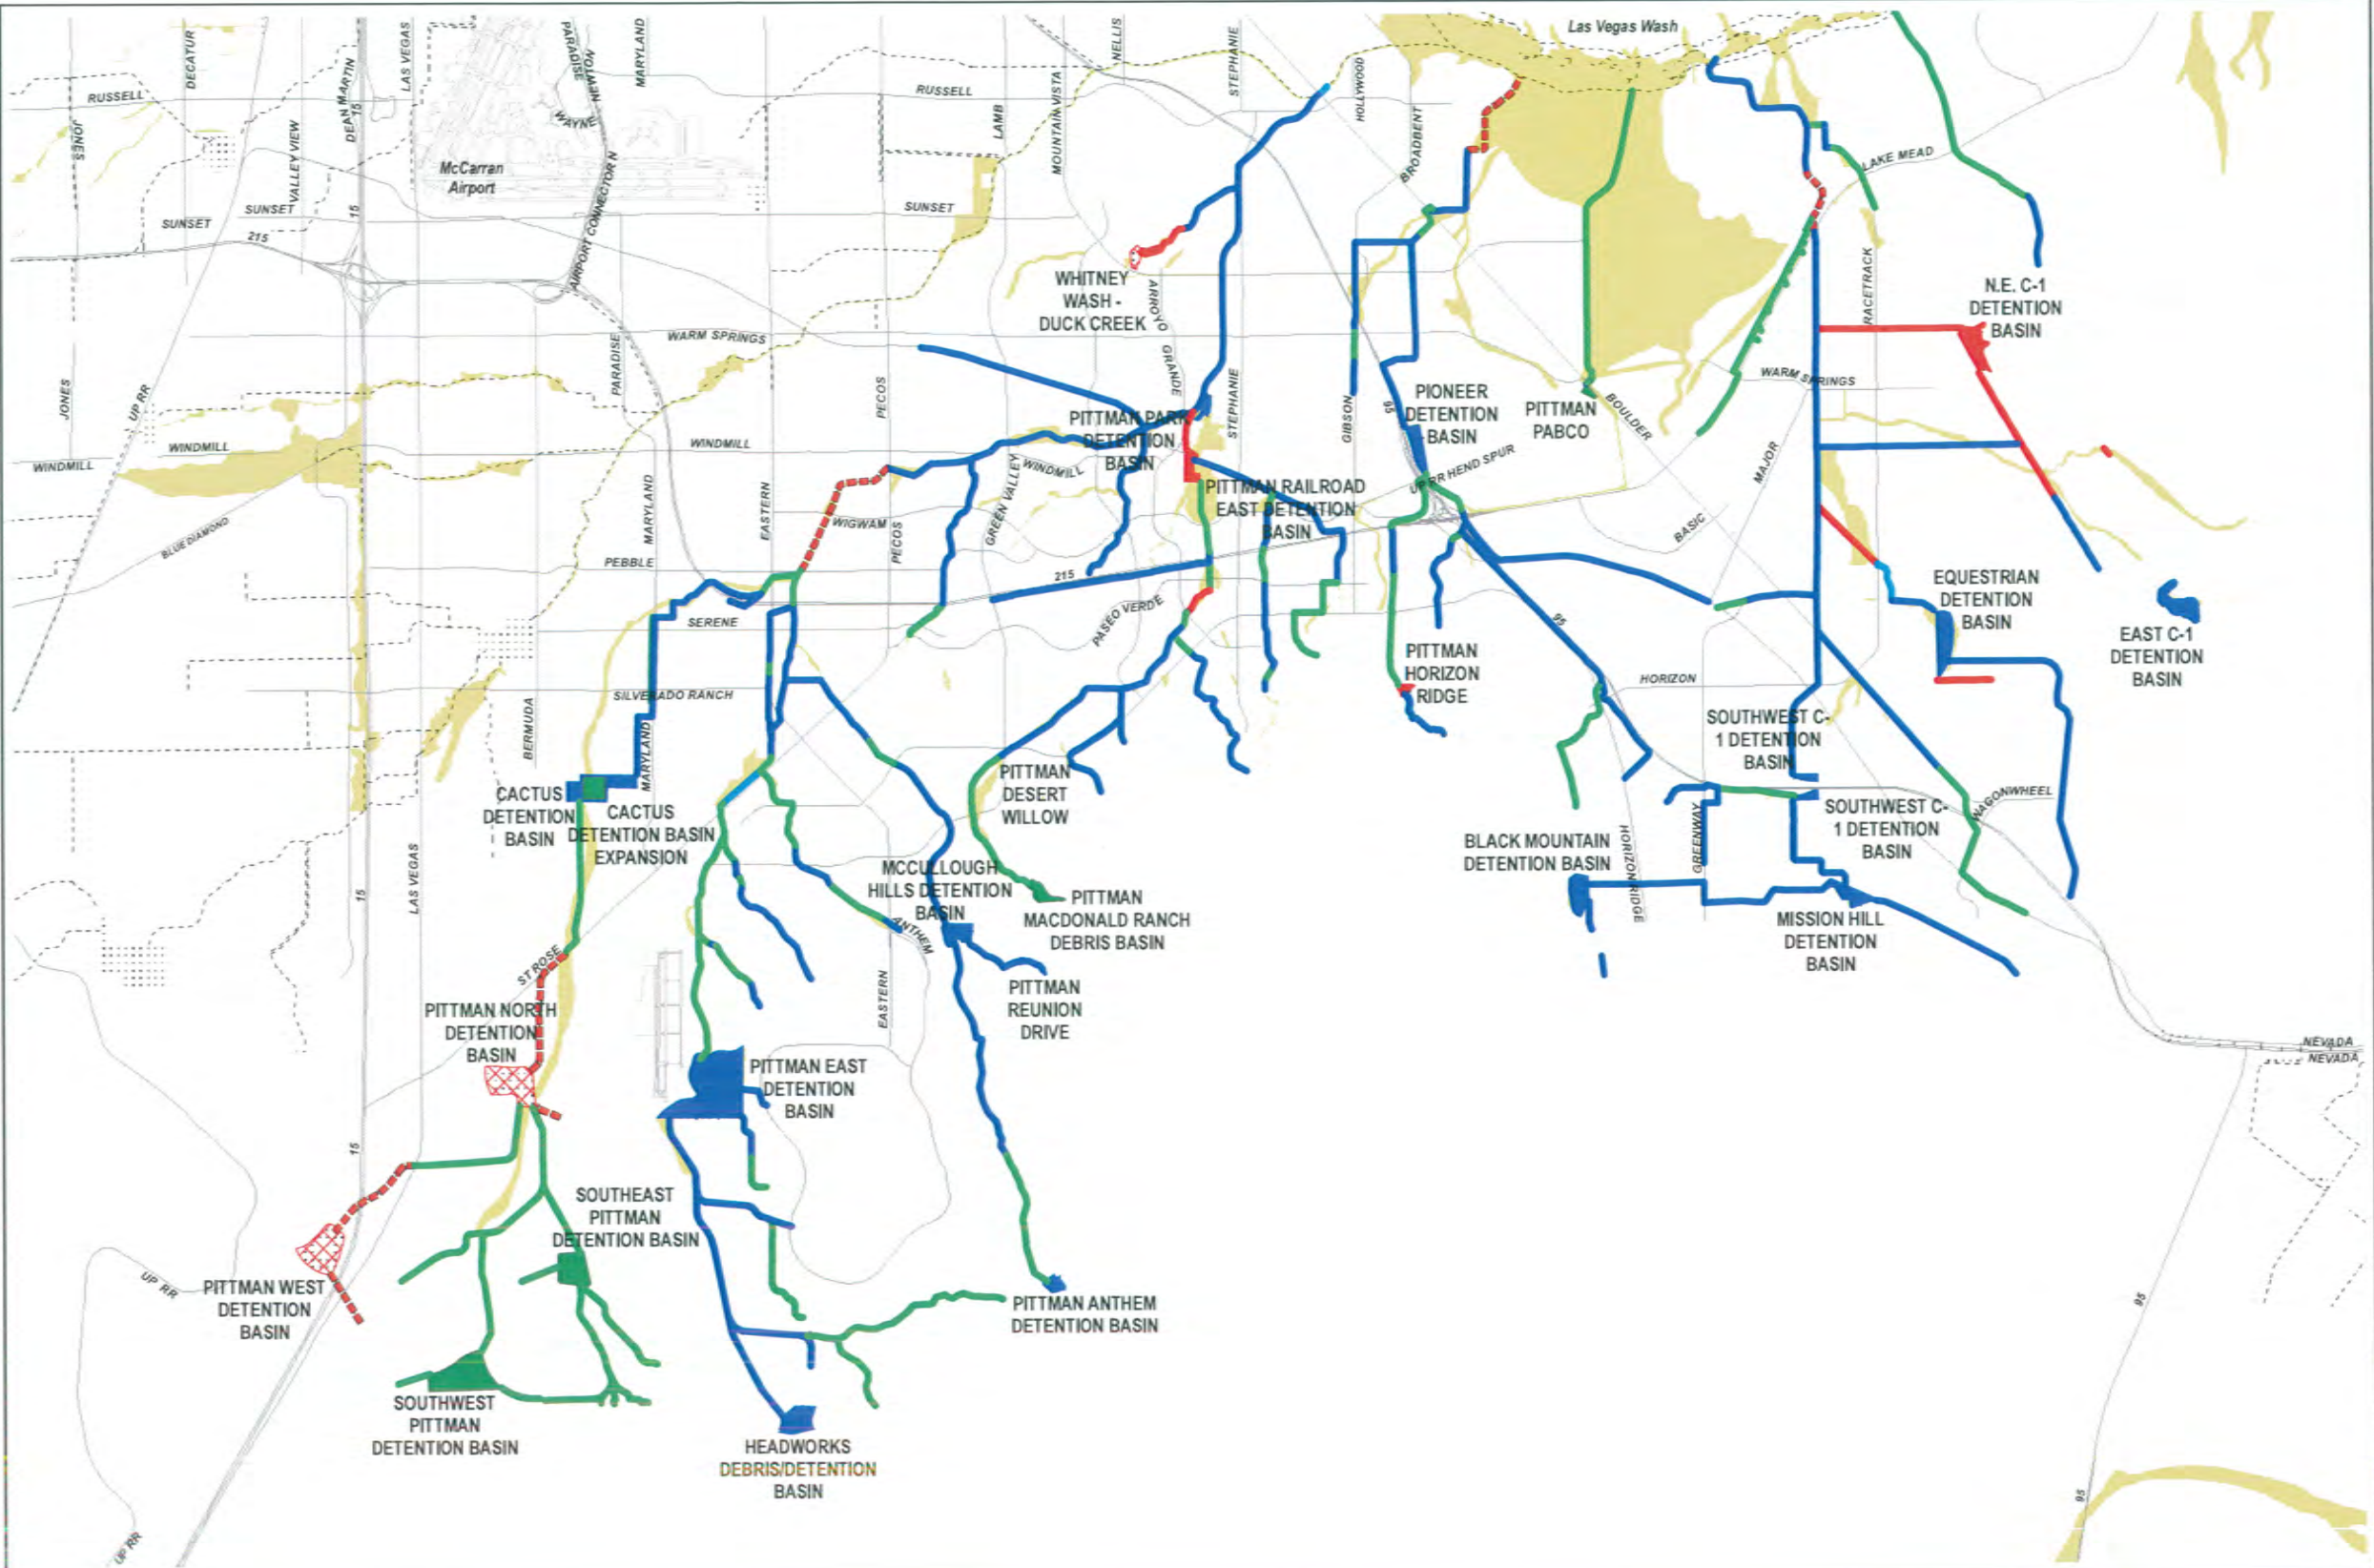 Las Vegas Wash
DECATUR
LAS VEGAS
PARADISE
NEWTON
MARYLAND
NELLIS
STEPHANIE
RUSSELL
JONES
VALLEY VIEW
DEAN MARTIN
15
WAYNE
RUSSELL
LAMB
MOUNTAIN VISTA
HOLLYWOOD
BROADBENT
LAKE MEAD
McCarran
Airport
AIRPORT CONNECTOR N
SUNSET
SUNSET
15
SUNSET
215
WHITNEY
WASH -
DUCK CREEK
ARROYO
GRANDE
RACETRACK
N.E. C-1
DETENTION
BASIN
WARM SPRINGS
PARADISE
JONES
UP RR
PECOS
STEPHANIE
GIBSON
95
WARM SPRINGS
PITTMAN PARK
DETENTION
BASIN
PIONEER
DETENTION
BASIN
PITTMAN
PABCO
BOULDER
WINDMILL
WINDMILL
WINDMILL
WINDMILL
GREEN VALLEY
MAJOR
UP RR HEND SPUR
PITTMAN RAILROAD
EAST DETENTION
BASIN
MARYLAND
EASTERN
WIGWAM
PECOS
BLUE DIAMOND
BASIC
PEBBLE
215
EQUESTRIAN
DETENTION
BASIN
SERENE
PASEO VERDE
95
EAST C-1
DETENTION
BASIN
PITTMAN
HORIZON
RIDGE
HORIZON
SILVERADO RANCH
BERMUDA
MARYLAND
SOUTHWEST C-
1 DETENTION
BASIN
PITTMAN
DESERT
WILLOW
CACTUS
DETENTION
BASIN
CACTUS
DETENTION BASIN
EXPANSION
WAGONWHEEL
SOUTHWEST C-
1 DETENTION
BASIN
BLACK MOUNTAIN
DETENTION BASIN
HORIZON RIDGE
GREENWAY
MCCULLOUGH
HILLS DETENTION
BASIN
ANTHEM
PITTMAN
MACDONALD RANCH
DEBRIS BASIN
15
LAS VEGAS
MISSION HILL
DETENTION
BASIN
ST ROSE
EASTERN
PITTMAN
REUNION
DRIVE
PITTMAN NORTH
DETENTION
BASIN
NEVADA
NEVADA
PITTMAN EAST
DETENTION
BASIN
15
SOUTHEAST
PITTMAN
DETENTION BASIN
UP RR
PITTMAN WEST
DETENTION
BASIN
PITTMAN ANTHEM
DETENTION BASIN
95
SOUTHWEST
PITTMAN
DETENTION BASIN
HEADWORKS
DEBRIS/DETENTION
BASIN
95
UP RR